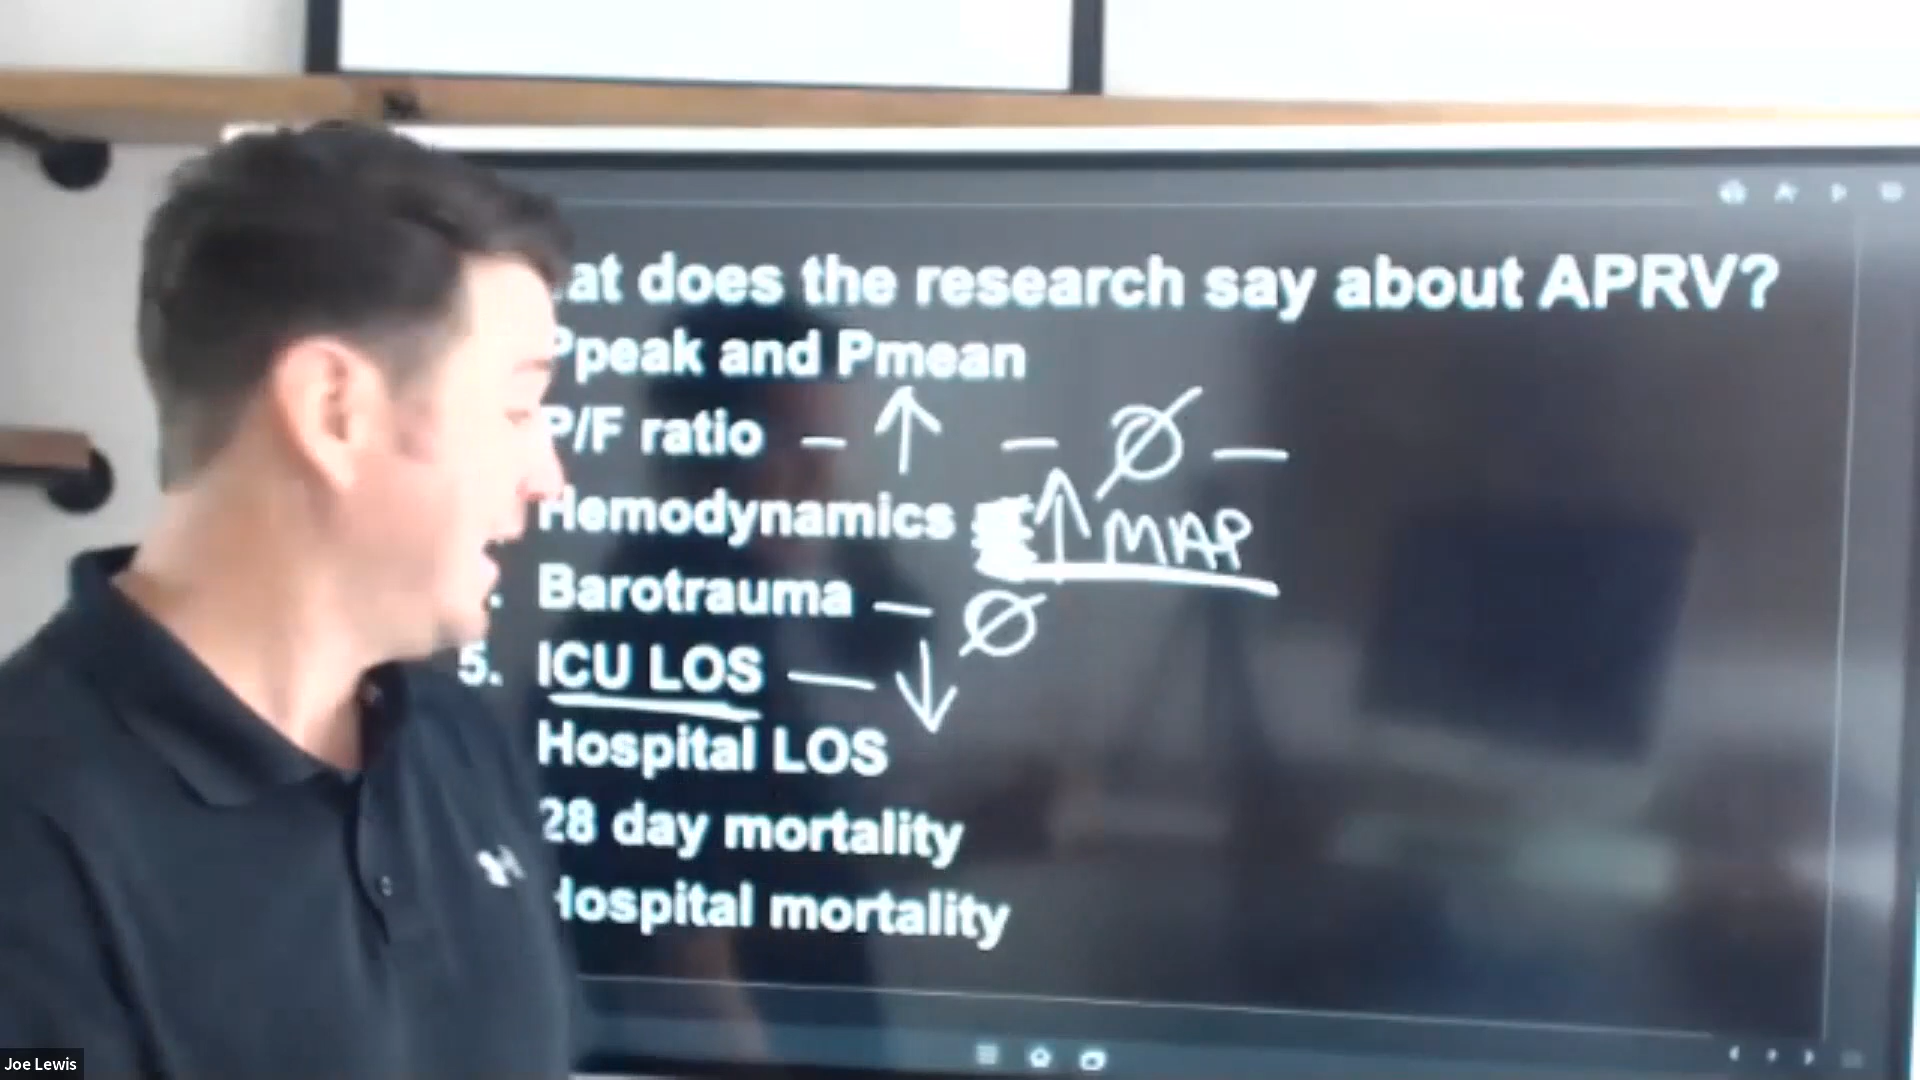 at does the research say about APRV?
Ppeak and Pmean
P/F ratio – ↑ – Ø –
Hemodynamics ↑ MAP
Barotrauma — Ø
5. ICU LOS — ↓
Hospital LOS
28 day mortality
Hospital mortality
Joe Lewis